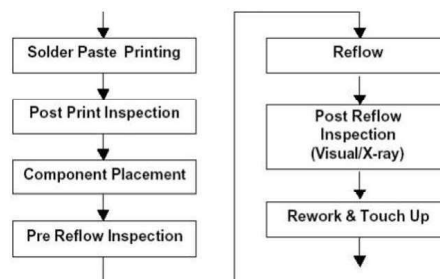 Solder Paste Printing
Post Print Inspection
Component Placement
Pre Reflow Inspection
Reflow
Post Reflow
Inspection
(Visual/X-ray)
Rework & Touch Up